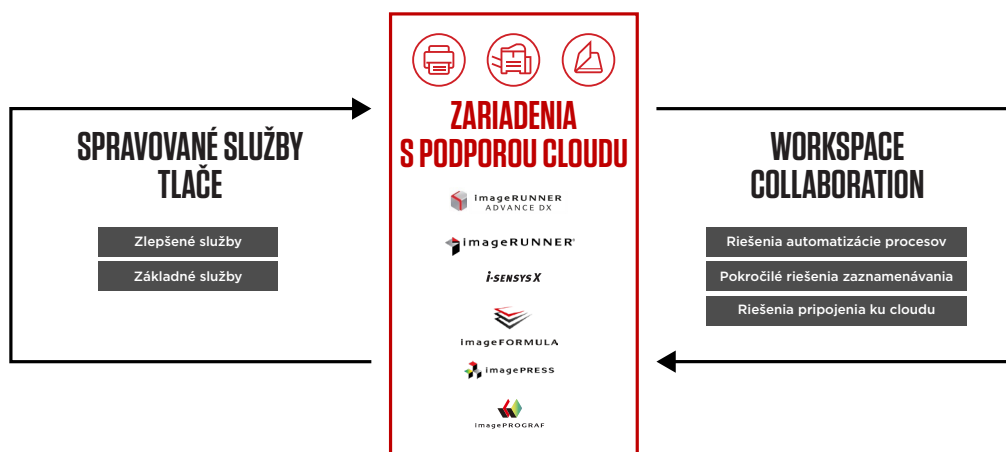 SPRAVOVANÉ SLUŽBY
TLAČE
Zlepšené služby
Základné služby
ZARIADENIA
S PODPOROU CLOUDU
imageRUNNER
ADVANCE DX
imageRUNNER®
i-SENSYS X
imageFORMULA
imagePRESS
imagePROGRAF
WORKSPACE
COLLABORATION
Riešenia automatizácie procesov
Pokročilé riešenia zaznamenávania
Riešenia pripojenia ku cloudu